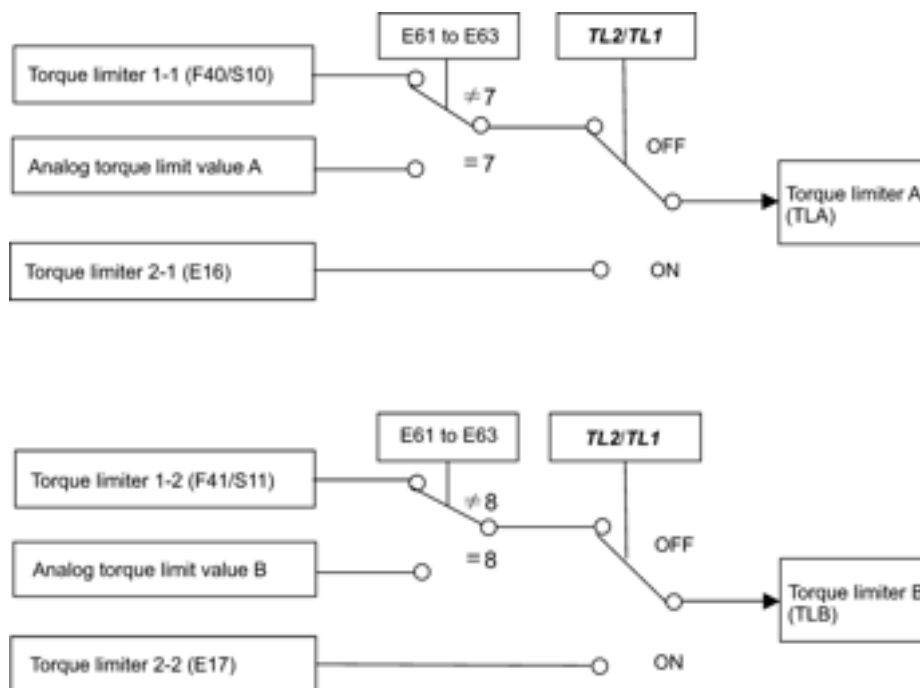 E61 to E63
TL2/TL1
Torque limiter 1-1 (F40/S10)
≠7
OFF
Analog torque limit value A
=7
Torque limiter A
(TLA)
Torque limiter 2-1 (E16)
ON
E61 to E63
TL2/TL1
Torque limiter 1-2 (F41/S11)
≠8
OFF
Analog torque limit value B
=8
Torque limiter B
(TLB)
Torque limiter 2-2 (E17)
ON